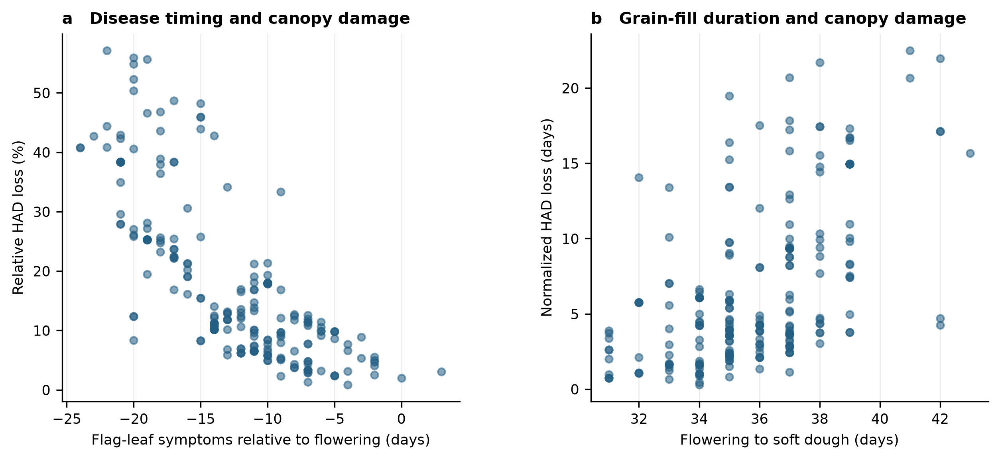 a Disease timing and canopy damage
Relative HAD loss (%)
50
40
30
20
10
0
−25 −20 −15 −10 −5 0
Flag-leaf symptoms relative to flowering (days)
b Grain-fill duration and canopy damage
Normalized HAD loss (days)
20
15
10
5
0
32 34 36 38 40 42
Flowering to soft dough (days)